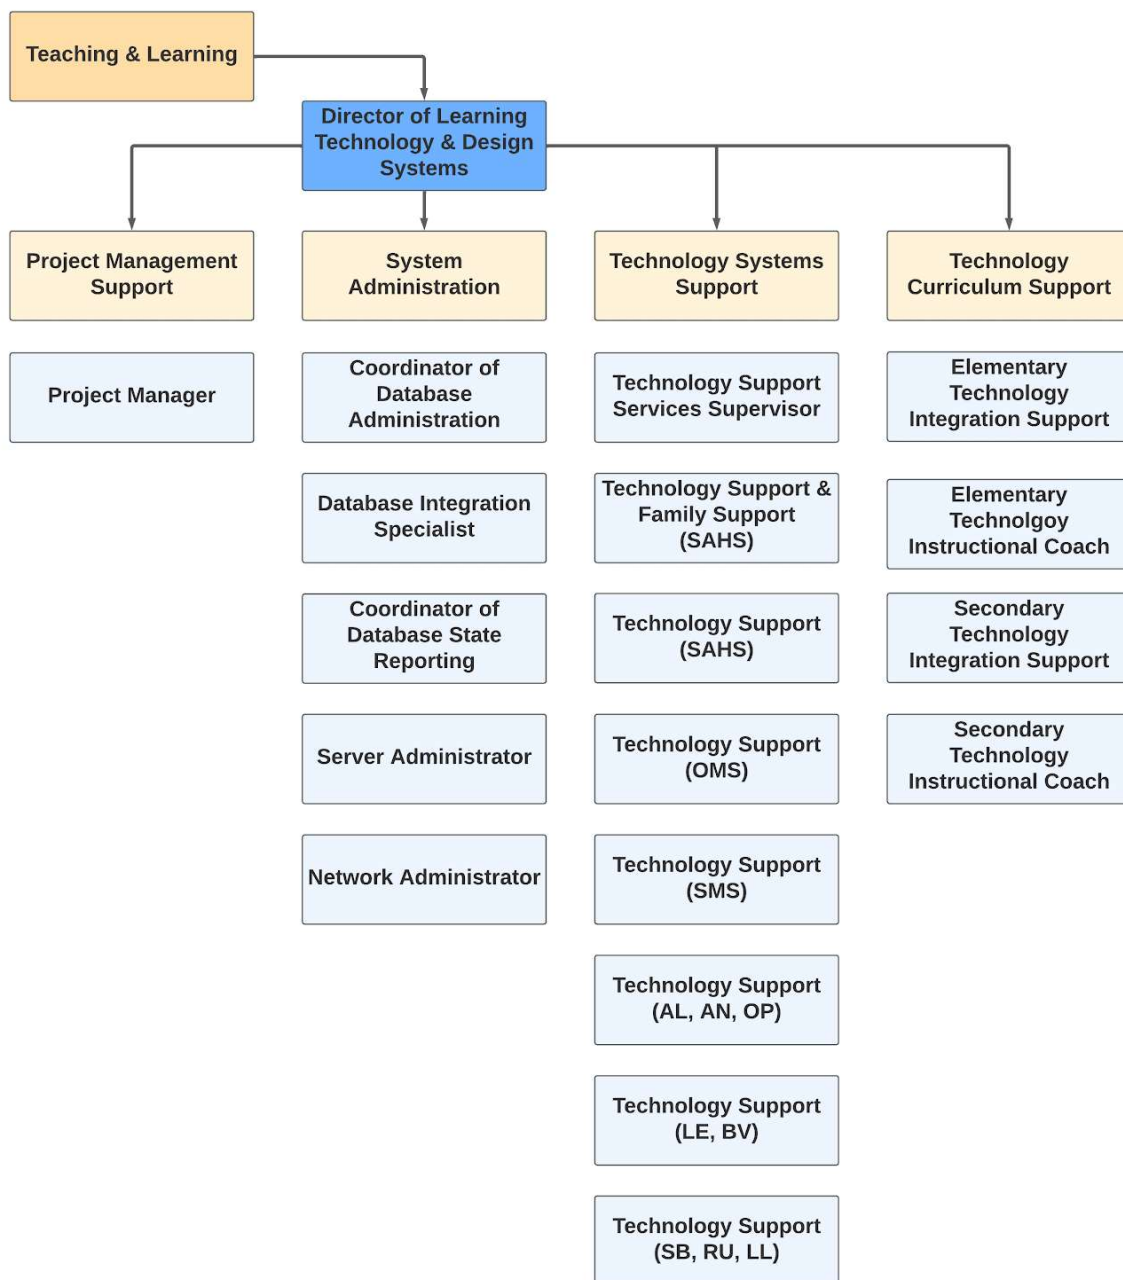 Teaching & Learning
Director of Learning
Technology & Design
Systems
Project Management
Support
System
Administration
Technology Systems
Support
Technology
Curriculum Support
Project Manager
Coordinator of
Database
Administration
Technology Support
Services Supervisor
Elementary
Technology
Integration Support
Database Integration
Specialist
Technology Support &
Family Support
(SAHS)
Elementary
Technolgoy
Instructional Coach
Coordinator of
Database State
Reporting
Technology Support
(SAHS)
Secondary
Technology
Integration Support
Server Administrator
Technology Support
(OMS)
Secondary
Technology
Instructional Coach
Network Administrator
Technology Support
(SMS)
Technology Support
(AL, AN, OP)
Technology Support
(LE, BV)
Technology Support
(SB, RU, LL)